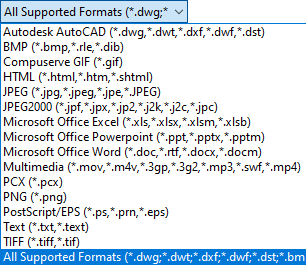 All Supported Formats (*.dwg;*
Autodesk AutoCAD (*.dwg,*.dwt,*.dxf,*.dwf,*.dst)
BMP (*.bmp,*.rle,*.dib)
Compuserve GIF (*.gif)
HTML (*.html,*.htm,*.shtml)
JPEG (*.jpg,*.jpeg,*.jpe,*.JPEG)
JPEG2000 (*.jpf,*.jpx,*.jp2,*.j2k,*.j2c,*.jpc)
Microsoft Office Excel (*.xls,*.xlsx,*.xlsm,*.xlsb)
Microsoft Office Powerpoint (*.ppt,*.pptx,*.pptm)
Microsoft Office Word (*.doc,*.rtf,*.docx,*.docm)
Multimedia (*.mov,*.m4v,*.3gp,*.3g2,*.mp3,*.swf,*.mp4)
PCX (*.pcx)
PNG (*.png)
PostScript/EPS (*.ps,*.prn,*.eps)
Text (*.txt,*.text)
TIFF (*.tiff,*.tif)
All Supported Formats (*.dwg;*.dwt;*.dxf;*.dwf;*.dst;*.bm